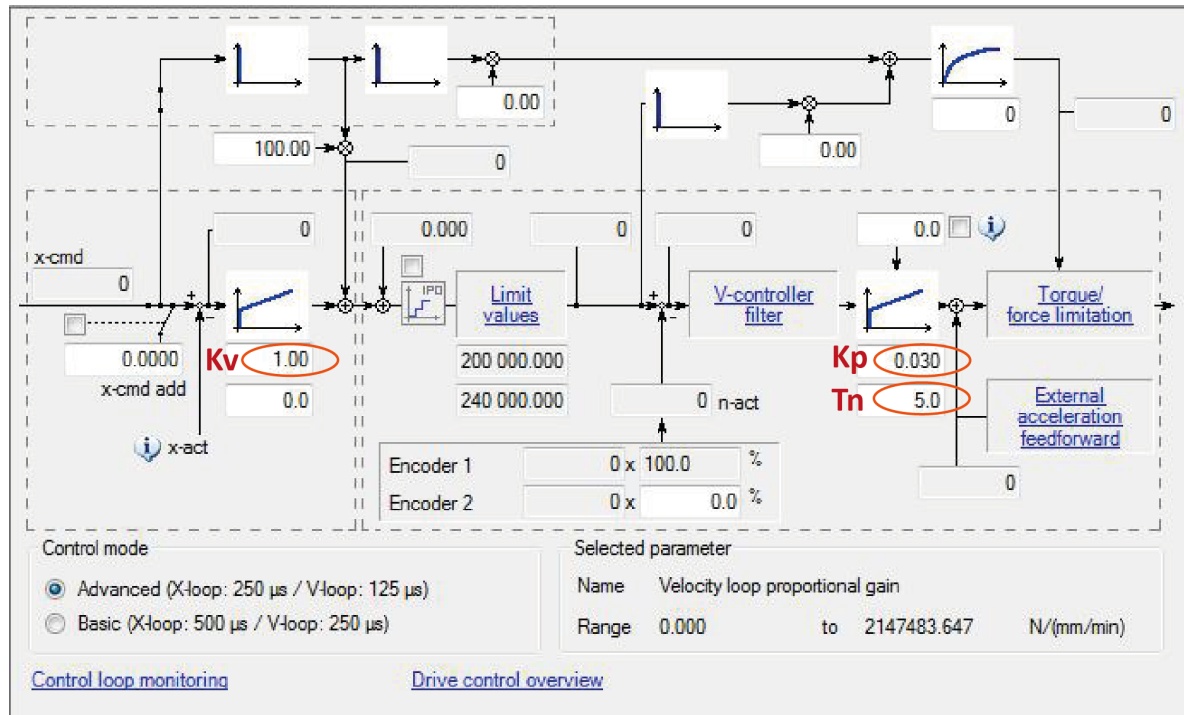 0.00
0
0
100.00
0
0.00
0
0.000
0
0
0.0
x-cmd
0
+
-
IPO
Limit
values
+
-
V-controller
filter
Torque/
force limitation
0.0000
Kv 1.00
200 000.000
Kp 0.030
x-cmd add
0.0
240 000.000
0 n-act
Tn 5.0
External
acceleration
feedforward
i x-act
Encoder 1 0 x 100.0 %
Encoder 2 0 x 0.0 %
0
Control mode
Advanced (X-loop: 250 µs / V-loop: 125 µs)
Basic (X-loop: 500 µs / V-loop: 250 µs)
Selected parameter
Name Velocity loop proportional gain
Range 0.000 to 2147483.647 N/(mm/min)
Control loop monitoring
Drive control overview